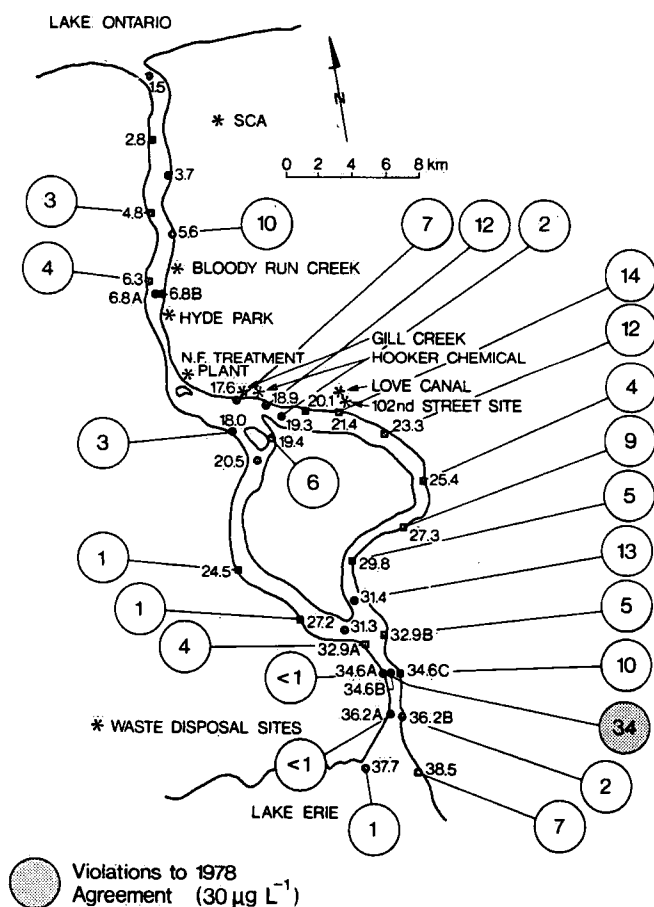 LAKE ONTARIO
1.5
* SCA
N
2.8
0 2 4 6 8 km
3.7
3
4.8
5.6
10
7
12
2
4
6.3
* BLOODY RUN CREEK
6.8A
6.8B
* HYDE PARK
14
GILL CREEK
N.F. TREATMENT
* PLANT
HOOKER CHEMICAL
12
* LOVE CANAL
17.6
18.9
20.1
* 102nd STREET SITE
19.3
21.4
4
18.0
23.3
3
19.4
20.5
6
9
25.4
27.3
5
1
24.5
29.8
13
31.4
1
27.2
31.3
32.9B
5
4
32.9A
<1
34.6A
34.6C
10
34.6B
34
* WASTE DISPOSAL SITES
36.2A
36.2B
<1
2
37.7
38.5
LAKE ERIE
1
7
Violations to 1978
Agreement (30 µg L⁻¹)